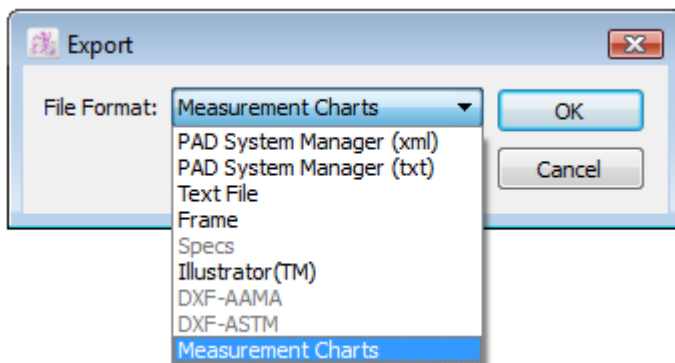 Export
File Format: Measurement Charts OK
PAD System Manager (xml)
PAD System Manager (txt) Cancel
Text File
Frame
Specs
Illustrator(TM)
DXF-AAMA
DXF-ASTM
Measurement Charts